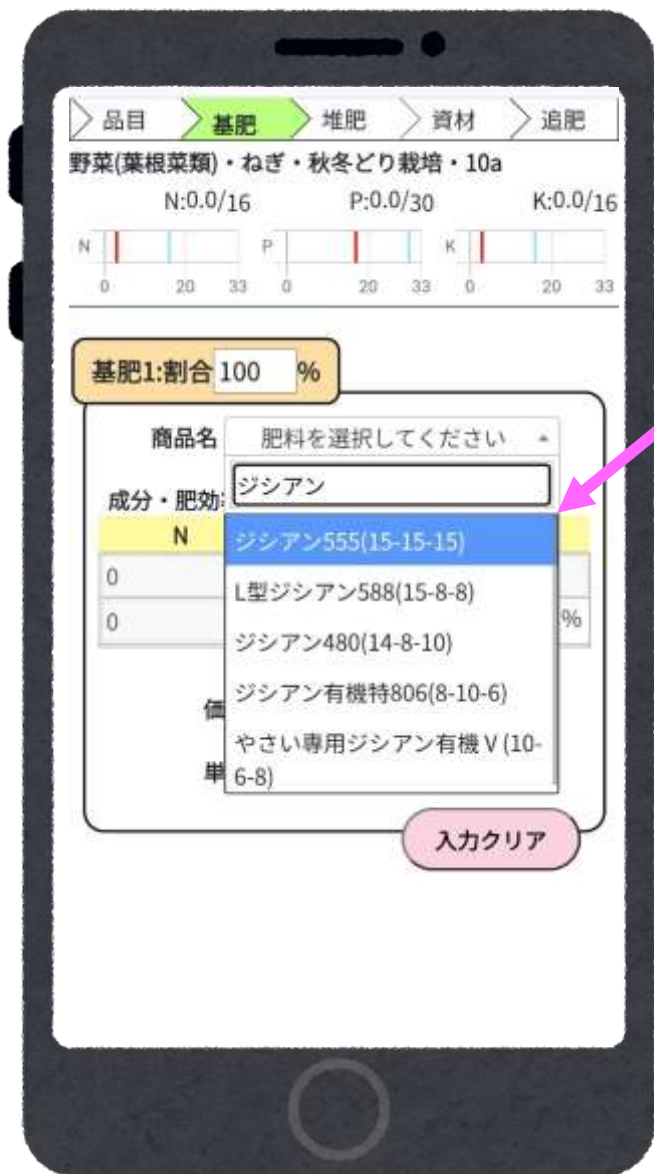 品目 基肥 堆肥 資材 追肥
野菜(葉根菜類)・ねぎ・秋冬どり栽培・10a
N:0.0/16 P:0.0/30 K:0.0/16
N P K
0 20 33 0 20 33 0 20 33
基肥1:割合 100 %
商品名 肥料を選択してください
ジシアン
成分・肥効
N
ジシアン555(15-15-15)
0
L型ジシアン588(15-8-8)
0 %
ジシアン480(14-8-10)
ジシアン有機特806(8-10-6)
価
やさい専用ジシアン有機V(10-
単
6-8)
入力クリア